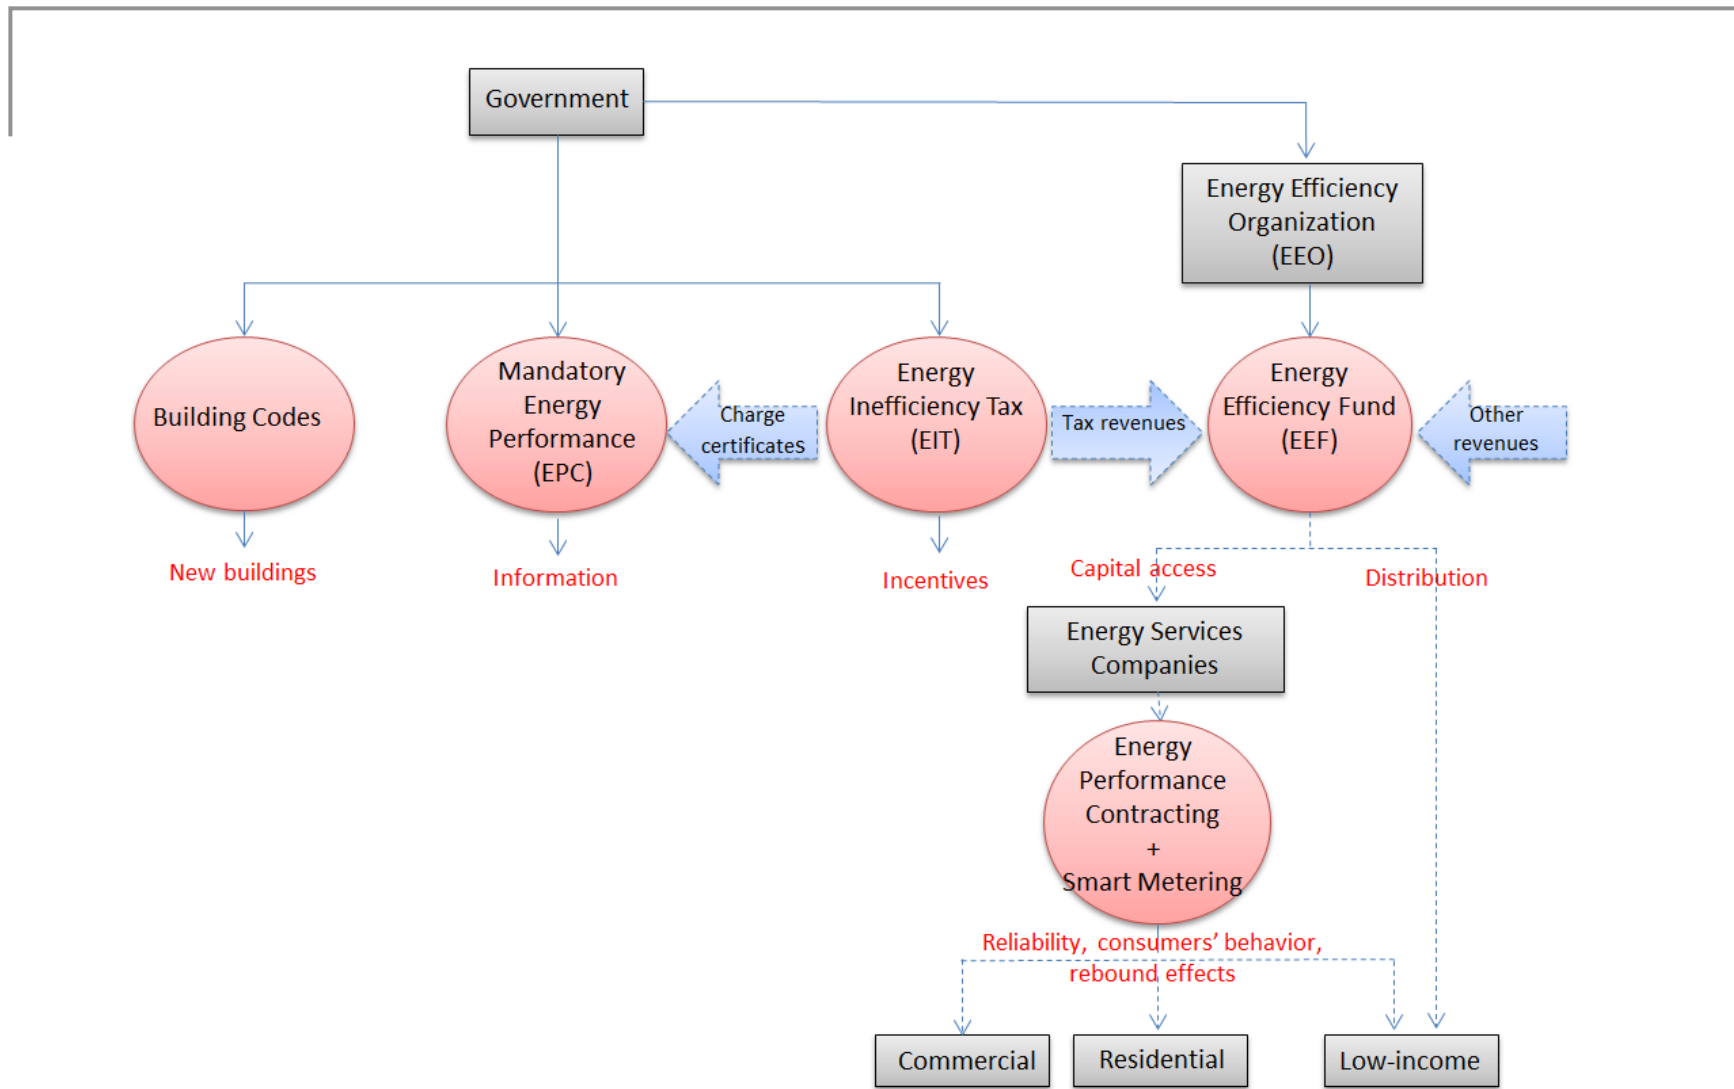 Government
Energy Efficiency
Organization
(EEO)
Building Codes
Mandatory
Energy
Performance
(EPC)
Charge
certificates
Energy
Inefficiency Tax
(EIT)
Tax revenues
Energy
Efficiency Fund
(EEF)
Other
revenues
New buildings
Information
Incentives
Capital access
Distribution
Energy Services
Companies
Energy
Performance
Contracting
+
Smart Metering
Reliability, consumers’ behavior,
rebound effects
Commercial
Residential
Low-income